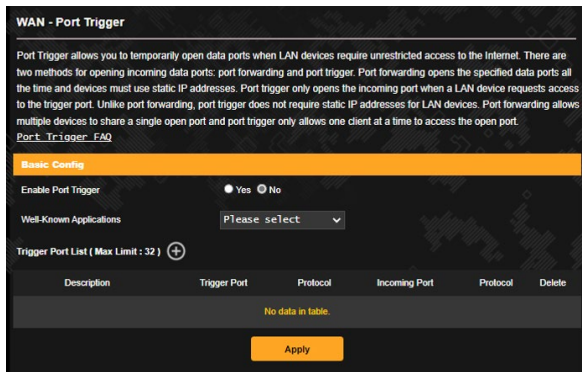 WAN - Port Trigger
Port Trigger allows you to temporarily open data ports when LAN devices require unrestricted access to the Internet. There are
two methods for opening incoming data ports: port forwarding and port trigger. Port forwarding opens the specified data ports all
the time and devices must use static IP addresses. Port trigger only opens the incoming port when a LAN device requests access
to the trigger port. Unlike port forwarding, port trigger does not require static IP addresses for LAN devices. Port forwarding allows
multiple devices to share a single open port and port trigger only allows one client at a time to access the open port.
Port Trigger FAQ
Basic Config
Enable Port Trigger Yes No
Well-Known Applications Please select
Trigger Port List ( Max Limit : 32 )
Description Trigger Port Protocol Incoming Port Protocol Delete
No data in table.
Apply